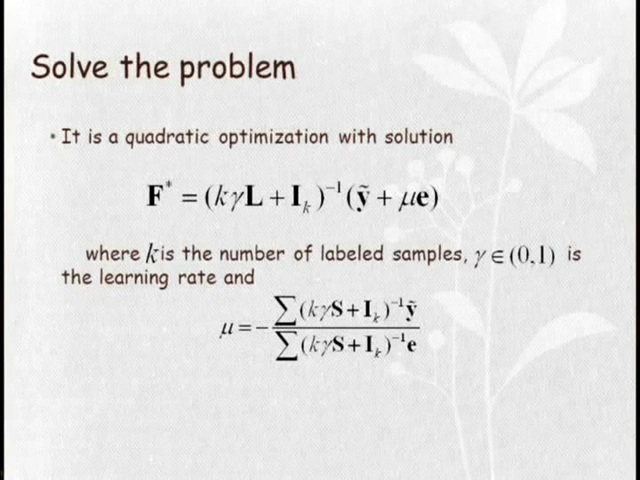 Solve the problem
• It is a quadratic optimization with solution
F* = (kγL + I_k)^{-1}(ỹ + μe)
where k is the number of labeled samples, γ ∈ (0,1) is
the learning rate and
μ = - ∑(kγS + I_k)^{-1}ỹ / ∑(kγS + I_k)^{-1}e